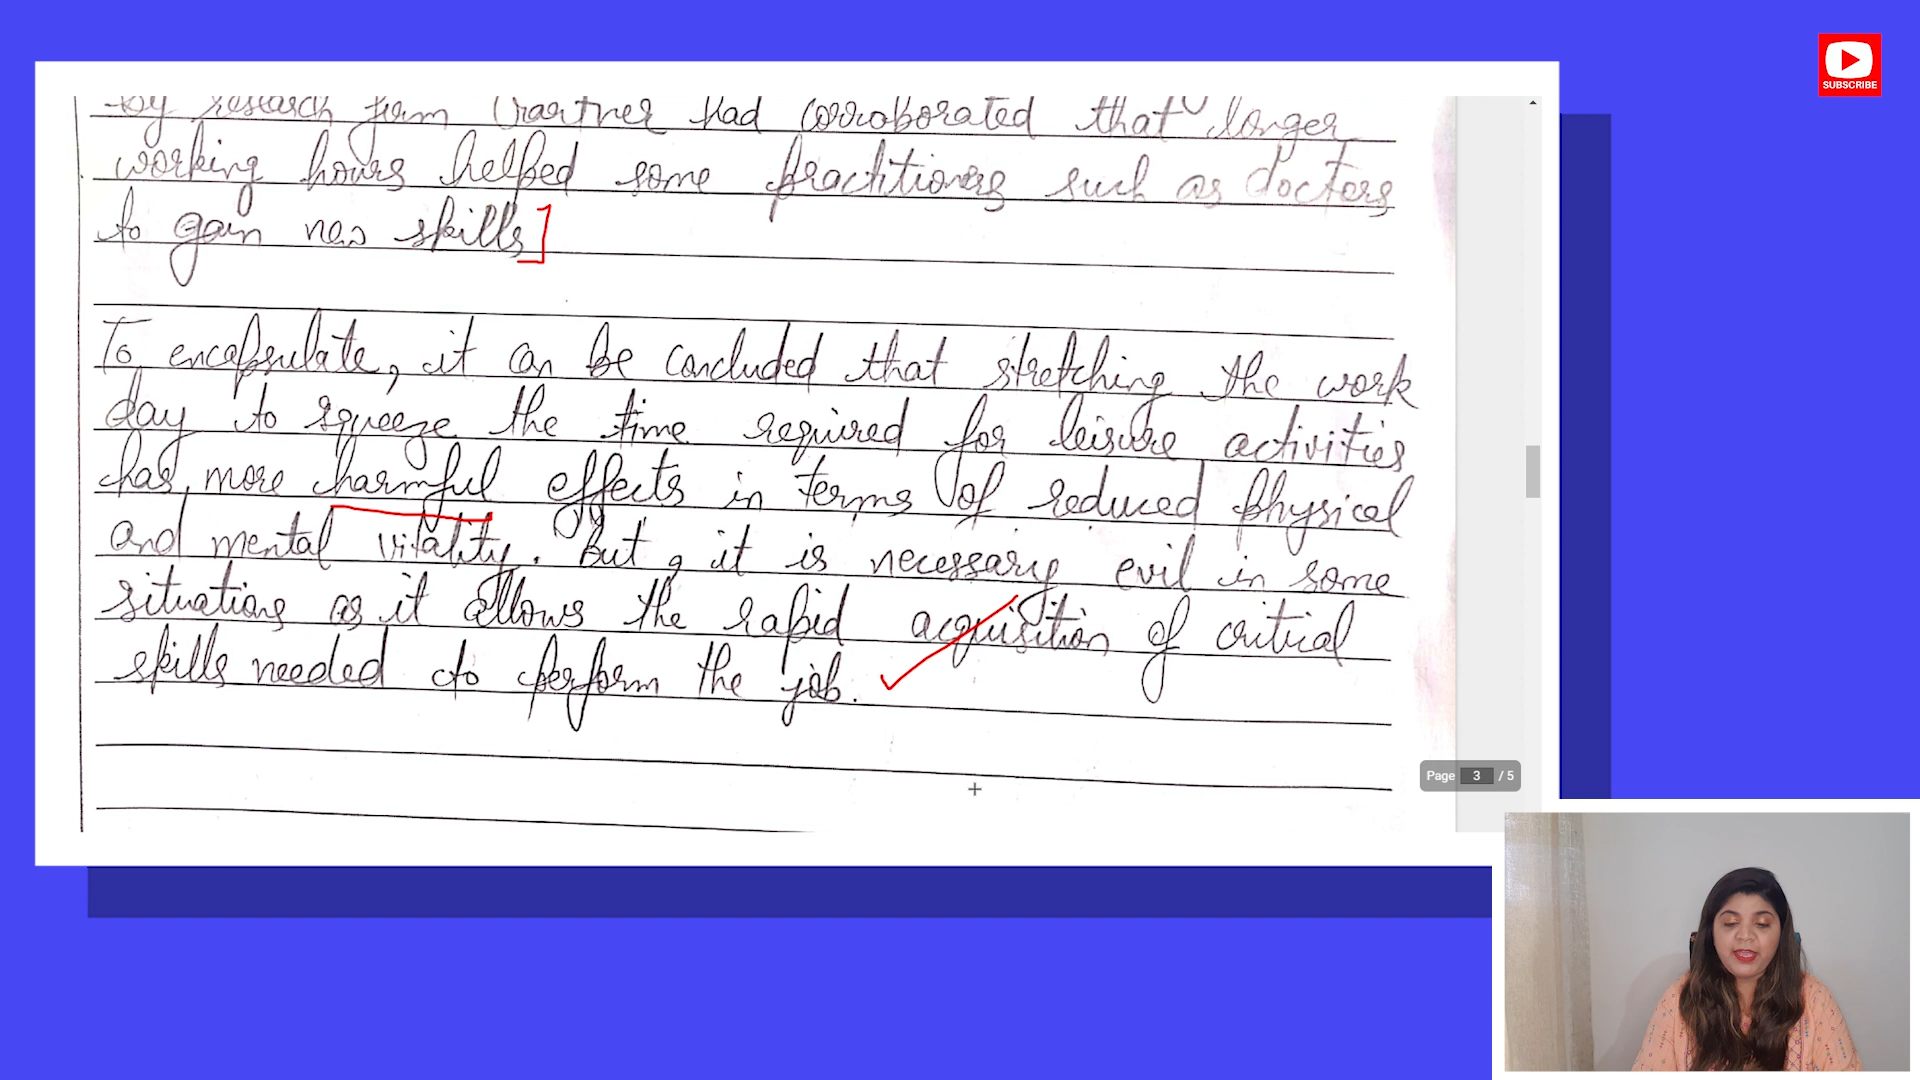 by research firm Gartner had corroborated that longer
working hours helped some practitioners such as doctors
to gain new skills
To encapsulate, it can be concluded that stretching the work
day to squeeze the time required for leisure activities
has more harmful effects in terms of reduced physical
and mental vitality. But, it is necessary evil in some
situations as it allows the rapid acquisition of critical
skills needed to perform the job.
Page 3 / 5
SUBSCRIBE